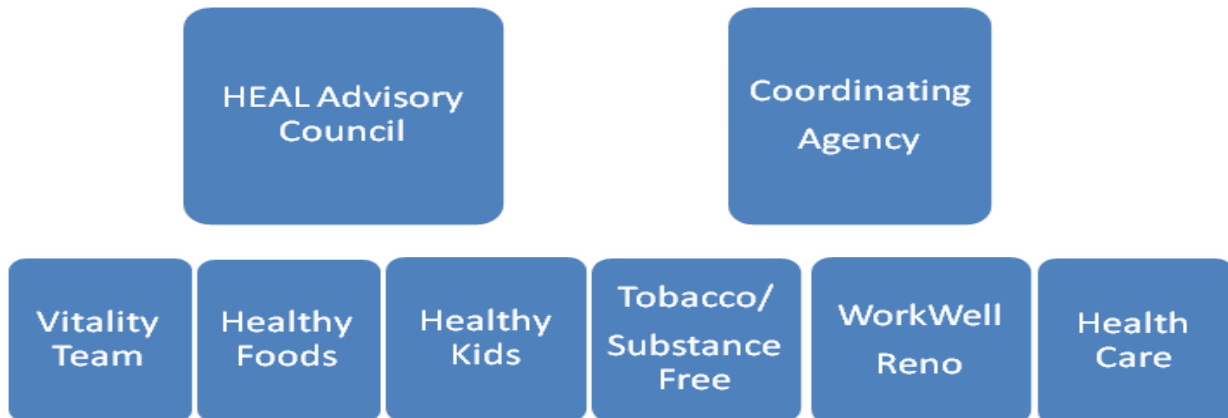 HEAL Advisory
Council
Coordinating
Agency
Vitality
Team
Healthy
Foods
Healthy
Kids
Tobacco/
Substance
Free
WorkWell
Reno
Health
Care